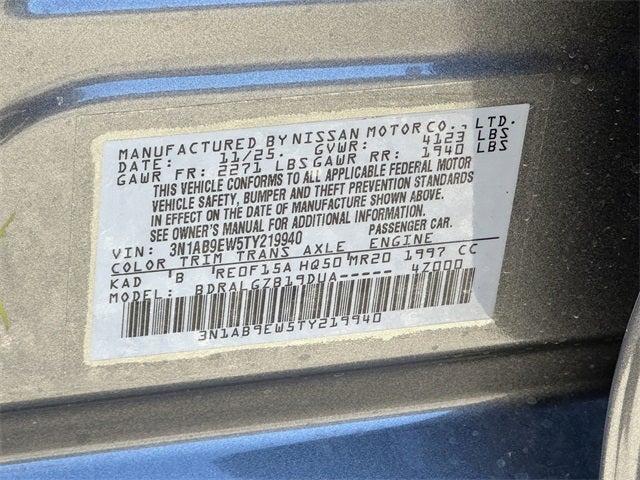 MANUFACTURED BY NISSAN MOTOR CO., LTD.
DATE: 11/25. GVWR: 4123 LBS
GAWR FR: 2271 LBS GAWR RR: 1940 LBS
THIS VEHICLE CONFORMS TO ALL APPLICABLE FEDERAL MOTOR
VEHICLE SAFETY, BUMPER AND THEFT PREVENTION STANDARDS
IN EFFECT ON THE DATE OF MANUFACTURE SHOWN ABOVE.
SEE OWNER'S MANUAL FOR ADDITIONAL INFORMATION.
VIN: 3N1AB9EW5TY219940 PASSENGER CAR.
COLOR TRIM TRANS AXLE ENGINE
KAD 'B 'RE0F15A HQ50 MR20 1997 CC
MODEL: BDRALGZB19DUA----- 4Z000
3N1AB9EW5TY219940